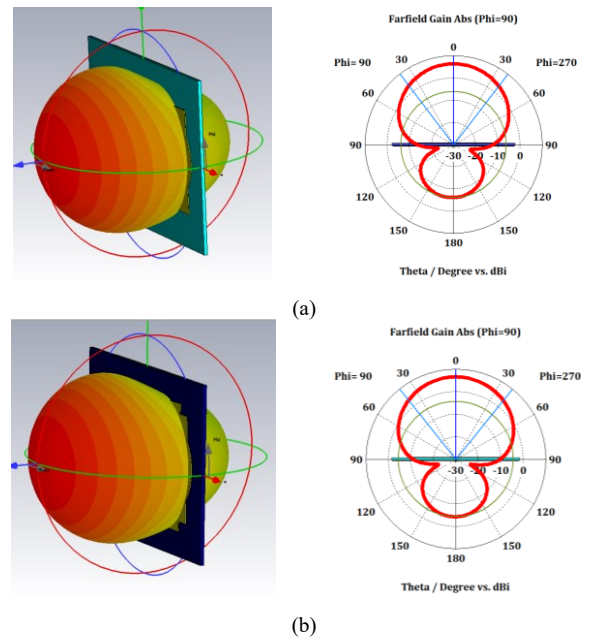 Farfield Gain Abs (Phi=90)
0
Phi= 90 30 30 Phi=270
60 60
90 -30 -20 -10 0 90
120 120
150 150
180
Theta / Degree vs. dBi
(a)
Farfield Gain Abs (Phi=90)
0
Phi= 90 30 30 Phi=270
60 60
90 -30 -20 -10 0 90
120 120
150 150
180
Theta / Degree vs. dBi
(b)